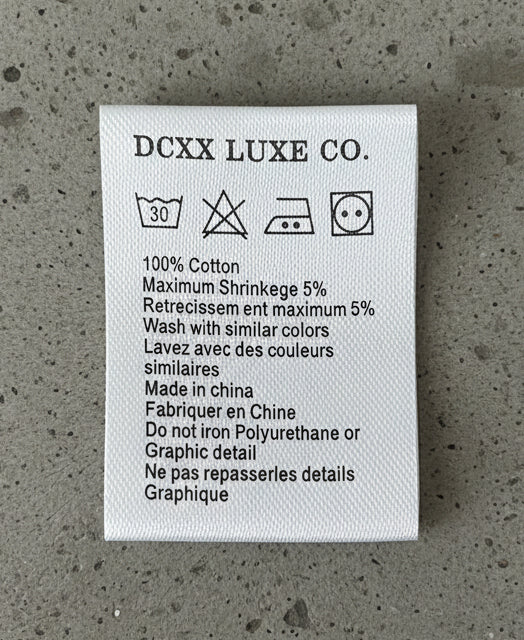 DCXX LUXE CO.
30
100% Cotton
Maximum Shrinkege 5%
Retrecissem ent maximum 5%
Wash with similar colors
Lavez avec des couleurs
similaires
Made in china
Fabriquer en Chine
Do not iron Polyurethane or
Graphic detail
Ne pas repasserles details
Graphique